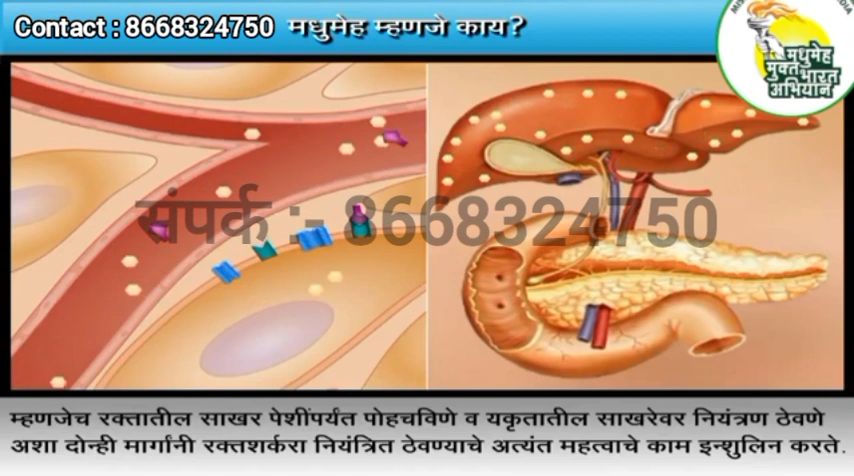 Contact : 8668324750 मधुमेह म्हणजे काय?
मधुमेह
मुक्त भारत
अभियान
संपर्क :- 8668324750
म्हणजेच रक्तातील साखर पेशींपर्यंत पोहचविणे व यकृतातील साखरेवर नियंत्रण ठेवणे
अशा दोन्ही मार्गांनी रक्तशर्करा नियंत्रित ठेवण्याचे अत्यंत महत्वाचे काम इन्शुलिन करते.